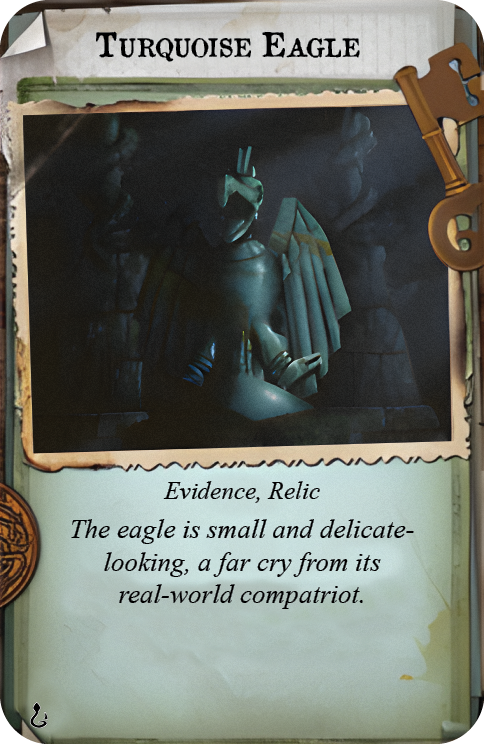 Turquoise Eagle
Evidence, Relic
The eagle is small and delicate-
looking, a far cry from its
real-world compatriot.